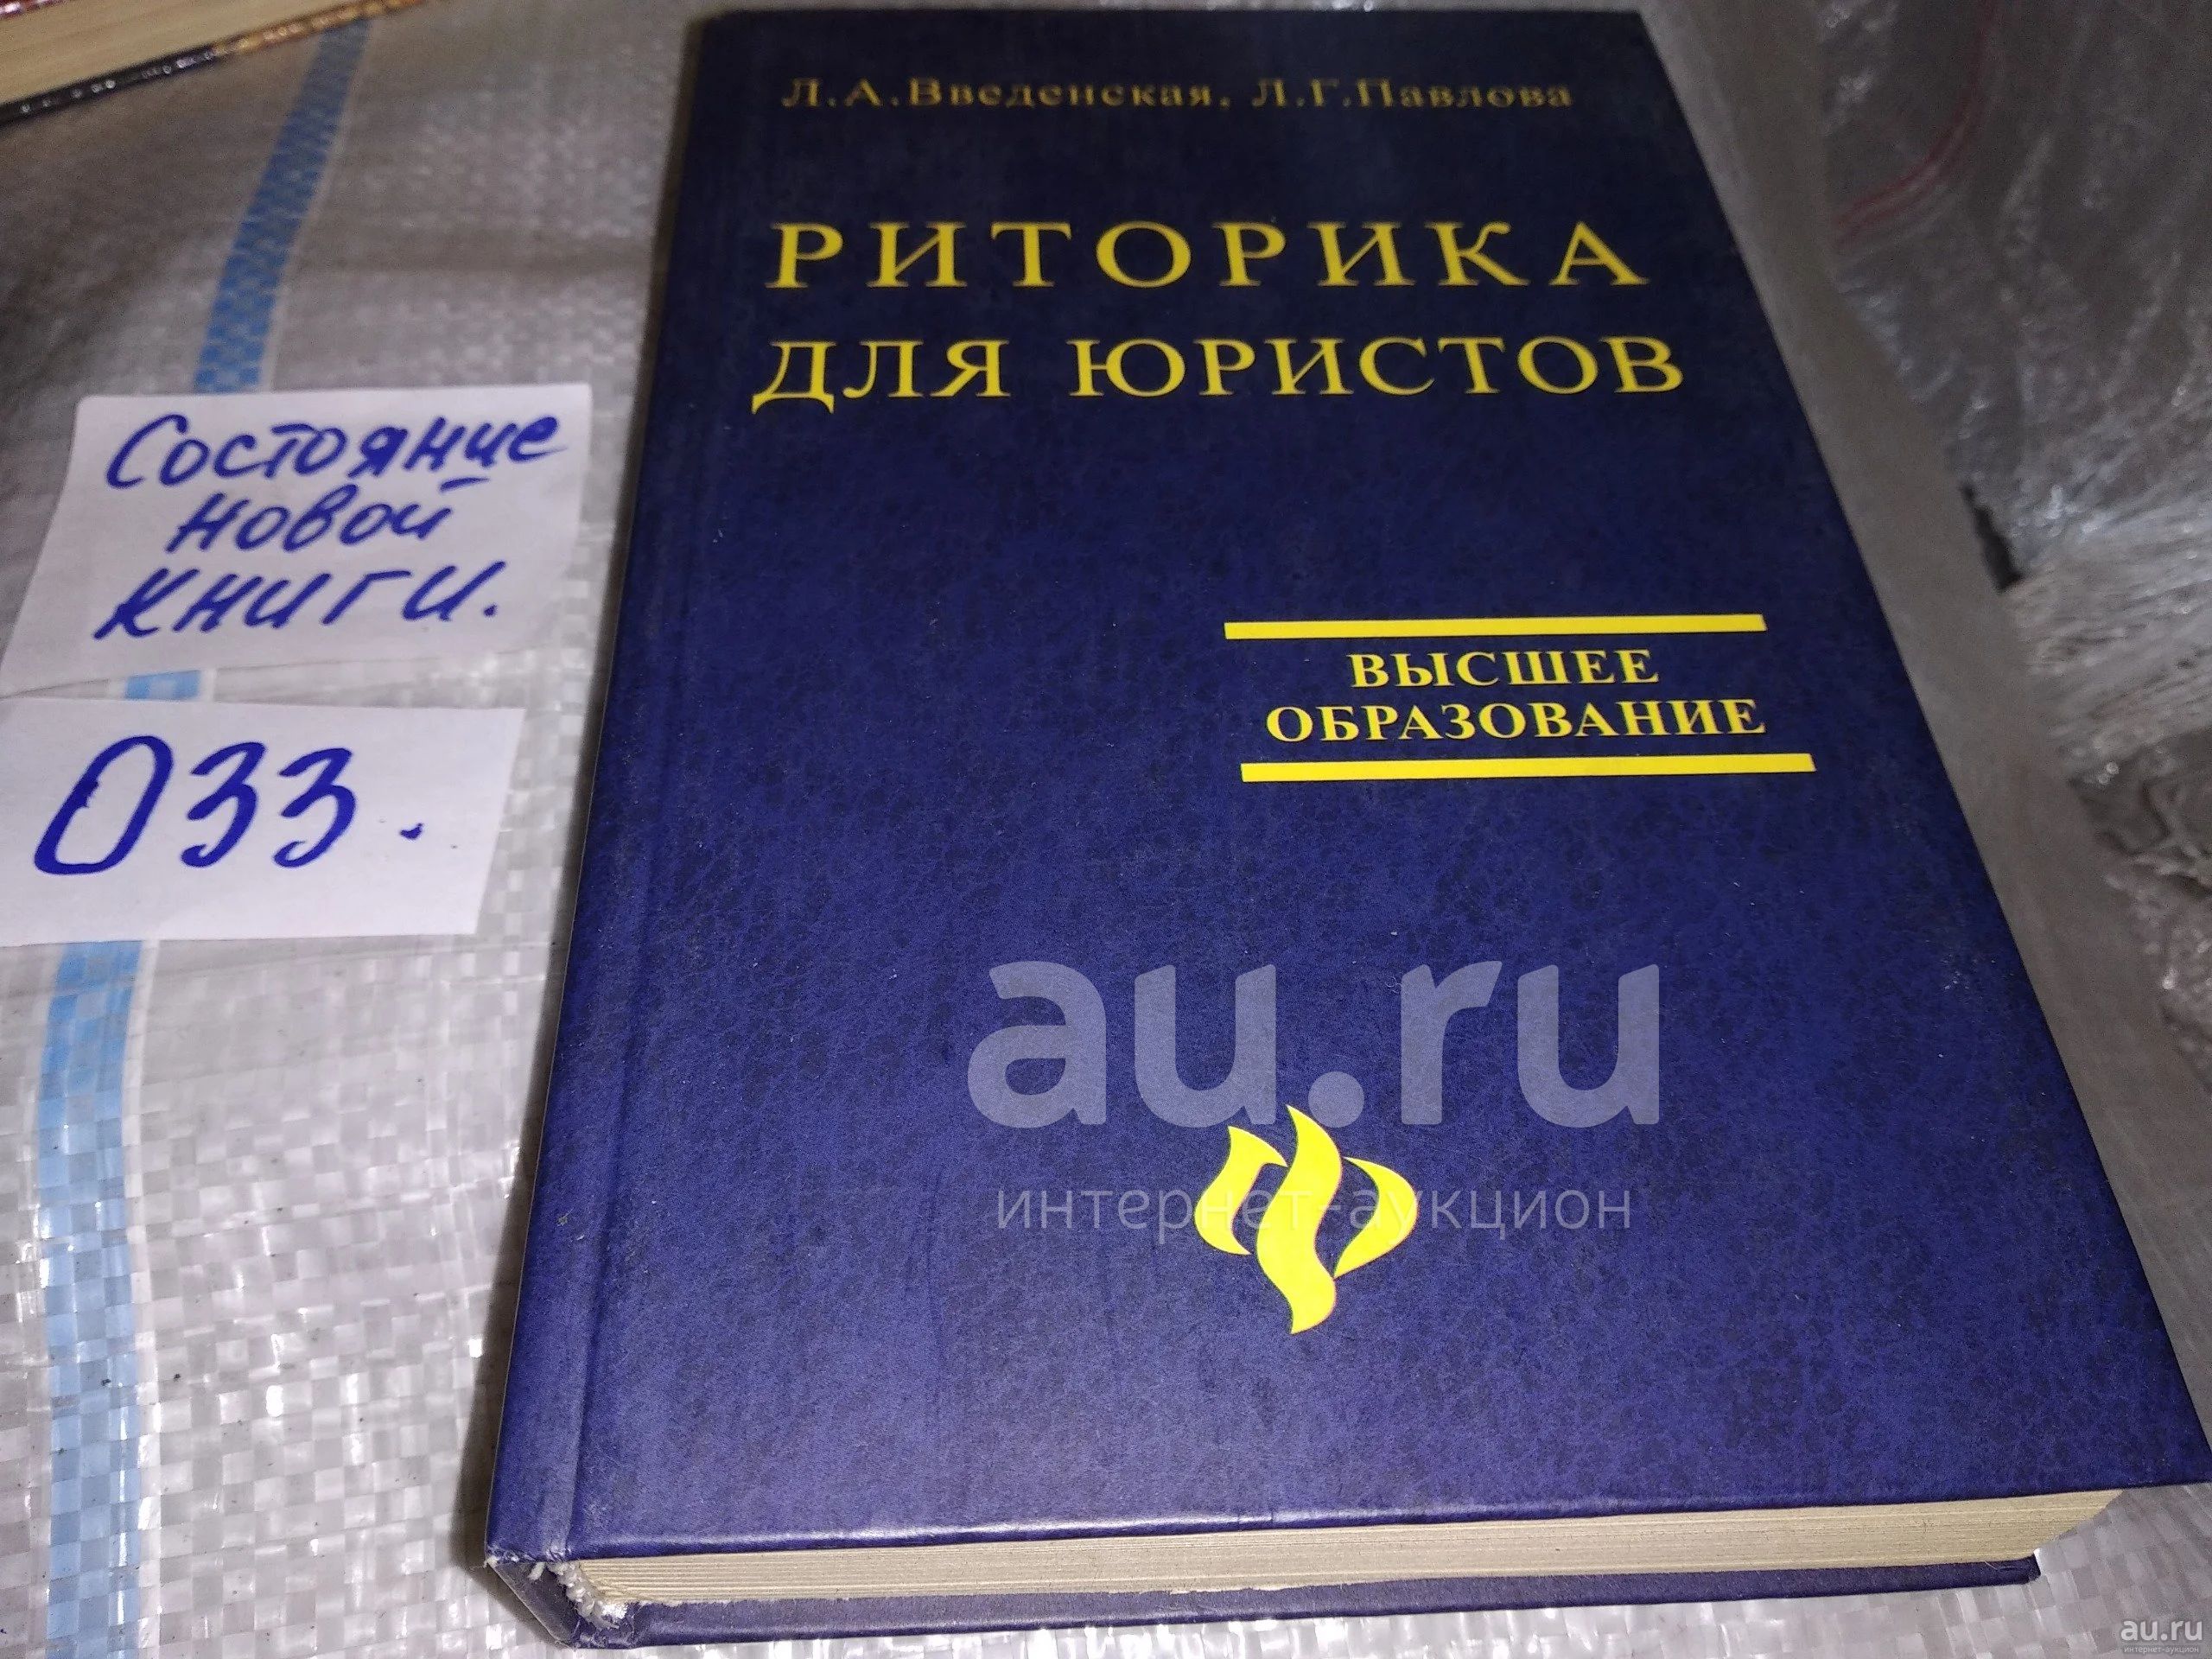 Л.А.Введенская, Л.Г.Павлова
РИТОРИКА
ДЛЯ ЮРИСТОВ
Состояние
новой
книги.
033.
ВЫСШЕЕ
ОБРАЗОВАНИЕ
au.ru
интернет-аукцион
au.ru
интернет-аукцион